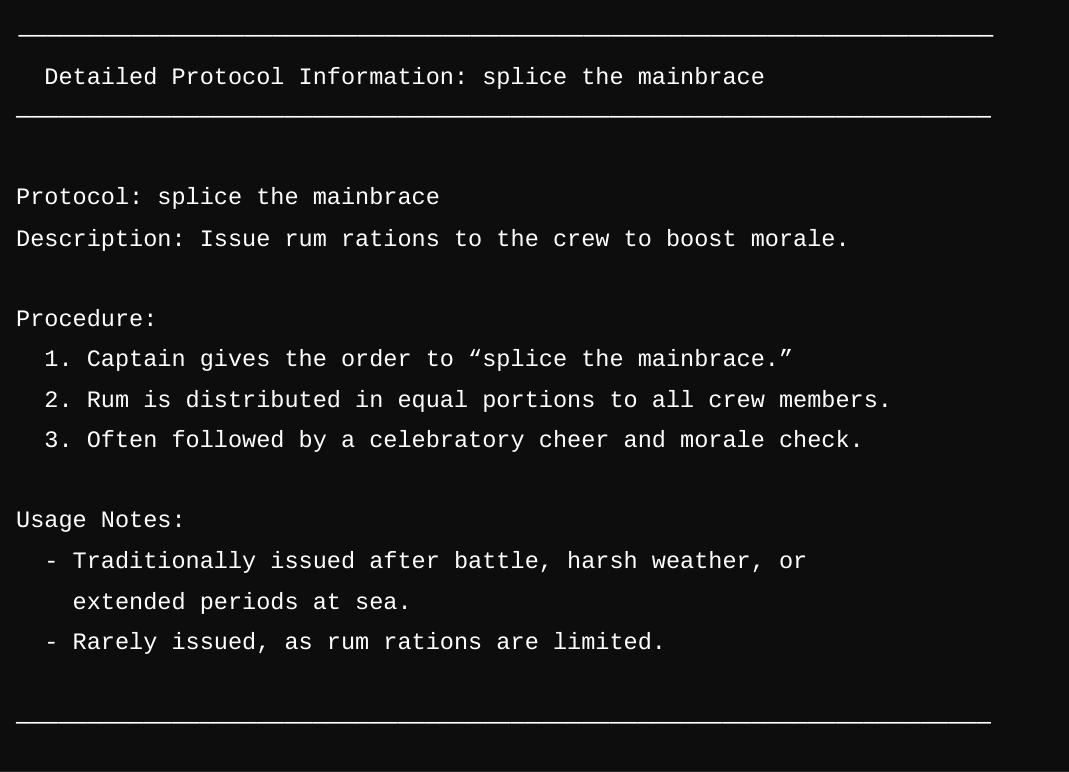 Detailed Protocol Information: splice the mainbrace
Protocol: splice the mainbrace
Description: Issue rum rations to the crew to boost morale.
Procedure:
1. Captain gives the order to “splice the mainbrace.”
2. Rum is distributed in equal portions to all crew members.
3. Often followed by a celebratory cheer and morale check.
Usage Notes:
- Traditionally issued after battle, harsh weather, or
extended periods at sea.
- Rarely issued, as rum rations are limited.